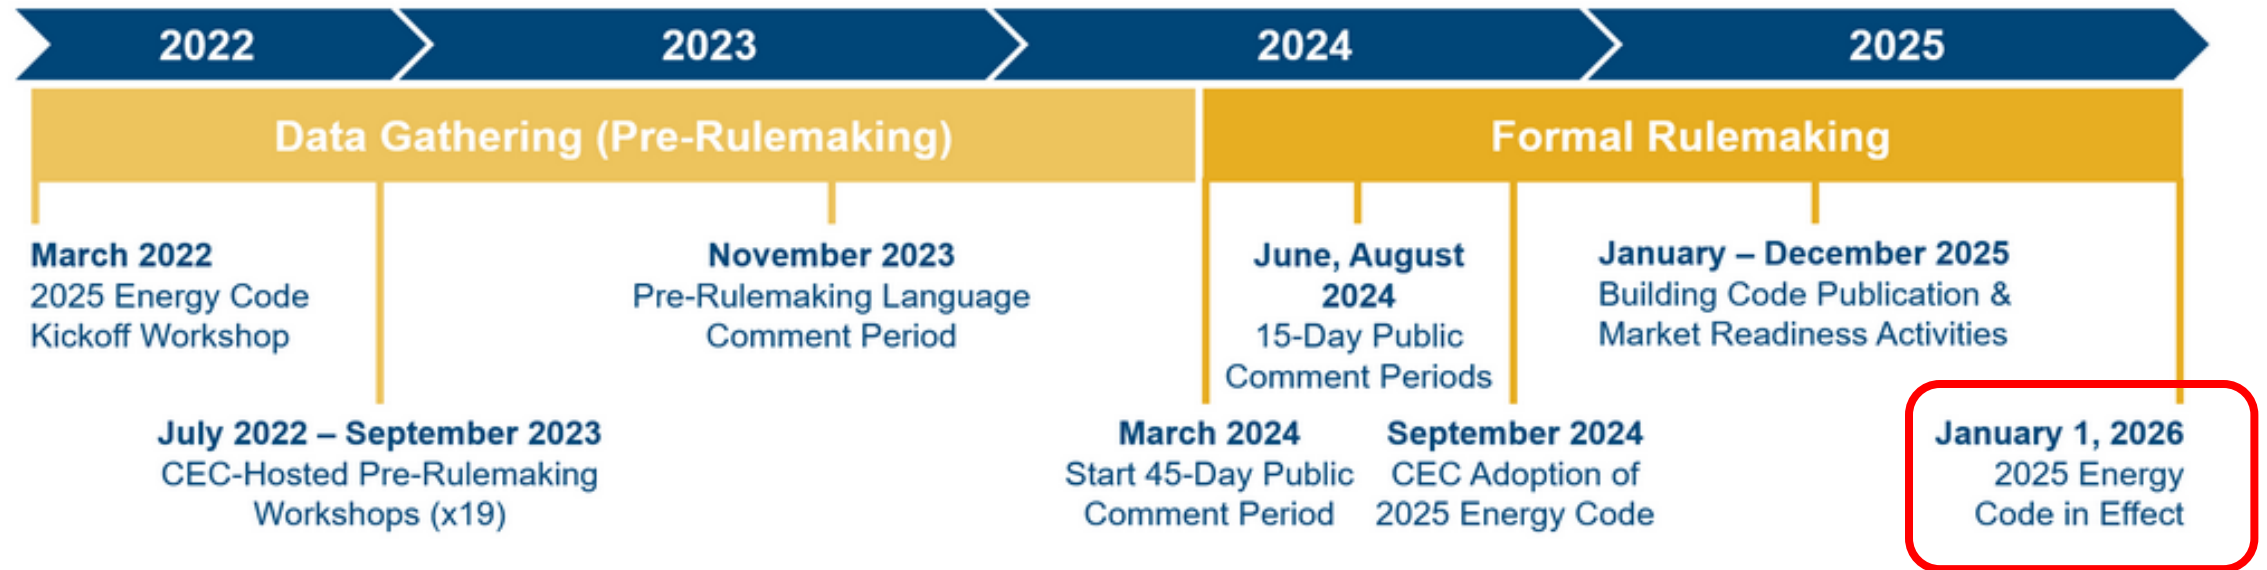 2022
2023
2024
2025
Data Gathering (Pre-Rulemaking)
Formal Rulemaking
March 2022
2025 Energy Code
Kickoff Workshop
July 2022 – September 2023
CEC-Hosted Pre-Rulemaking
Workshops (x19)
November 2023
Pre-Rulemaking Language
Comment Period
March 2024
Start 45-Day Public
Comment Period
June, August
2024
15-Day Public
Comment Periods
September 2024
CEC Adoption of
2025 Energy Code
January – December 2025
Building Code Publication &
Market Readiness Activities
January 1, 2026
2025 Energy
Code in Effect